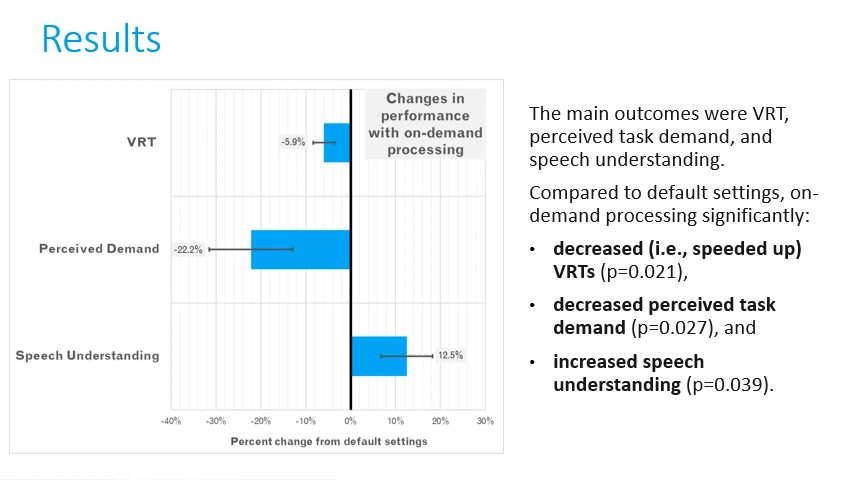 Results
Changes in
performance
with on-demand
processing
VRT
-5.9%
Perceived Demand
-22.2%
Speech Understanding
12.5%
-40% -30% -20% -10% 0% 10% 20% 30%
Percent change from default settings
The main outcomes were VRT,
perceived task demand, and
speech understanding.
Compared to default settings, on-
demand processing significantly:
• decreased (i.e., speeded up)
VRTs (p=0.021),
• decreased perceived task
demand (p=0.027), and
• increased speech
understanding (p=0.039).